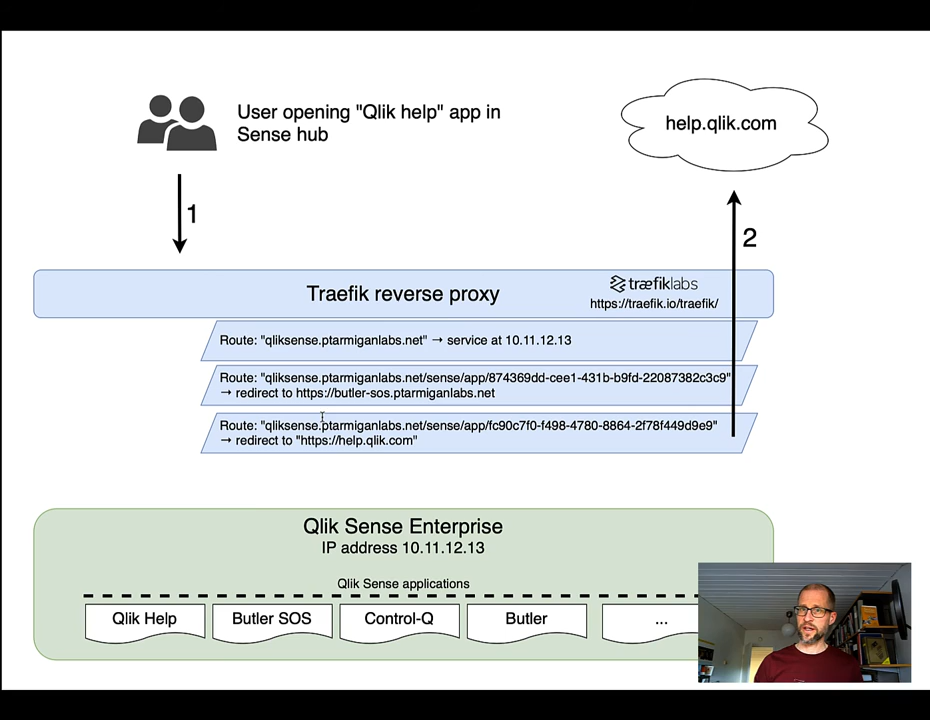 User opening "Qlik help" app in
Sense hub
help.qlik.com
1
2
Traefik reverse proxy
træfiklabs
https://traefik.io/traefik/
Route: "qliksense.ptarmiganlabs.net" → service at 10.11.12.13
Route: "qliksense.ptarmiganlabs.net/sense/app/874369dd-cee1-431b-b9fd-22087382c3c9"
→ redirect to https://butler-sos.ptarmiganlabs.net
Route: "qliksense.ptarmiganlabs.net/sense/app/fc90c7f0-f498-4780-8864-2f78f449d9e9"
→ redirect to "https://help.qlik.com"
Qlik Sense Enterprise
IP address 10.11.12.13
Qlik Sense applications
Qlik Help
Butler SOS
Control-Q
Butler
...